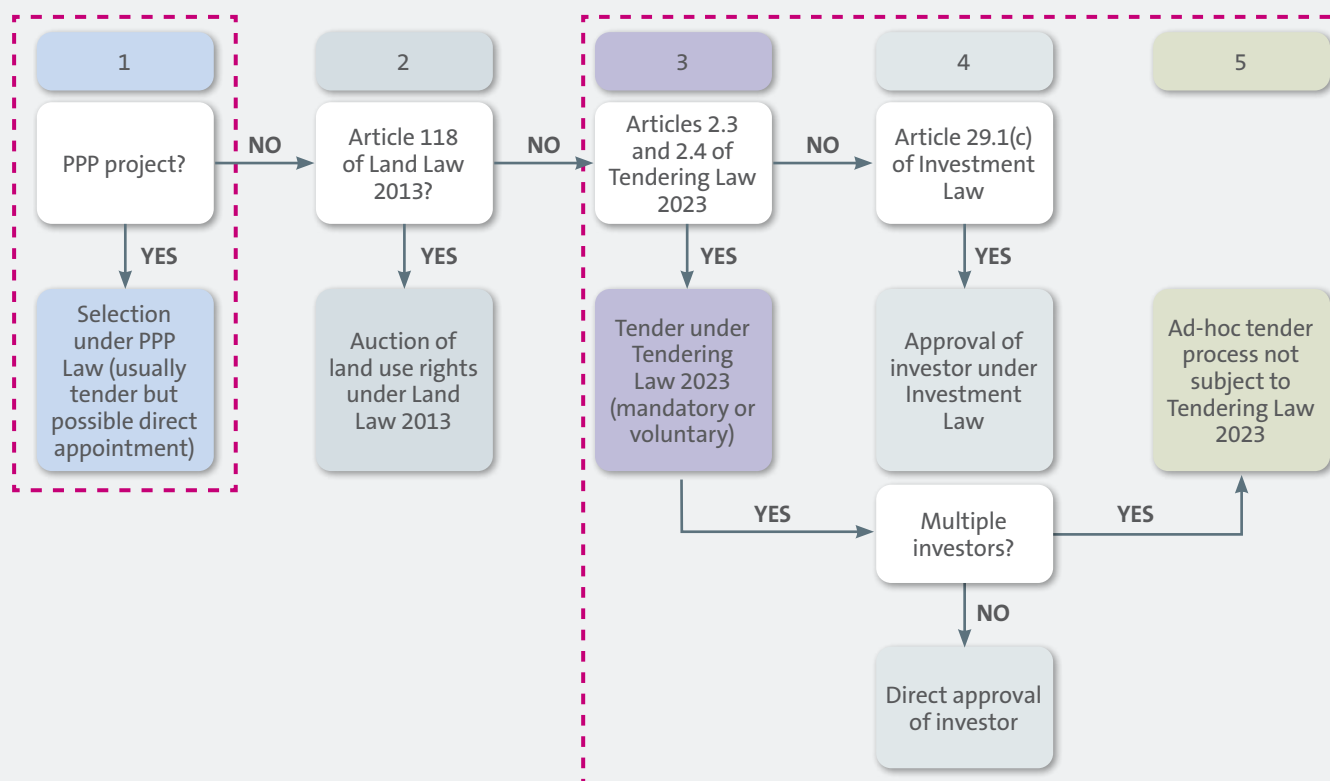 1
2
3
4
5
PPP project?
NO
Article 118
of Land Law
2013?
NO
Articles 2.3
and 2.4 of
Tendering Law
2023
NO
Article 29.1(c)
of Investment
Law
YES
YES
YES
YES
Selection
under PPP
Law (usually
tender but
possible direct
appointment)
Auction of
land use rights
under Land
Law 2013
Tender under
Tendering
Law 2023
(mandatory or
voluntary)
Approval of
investor under
Investment
Law
Ad-hoc tender
process not
subject to
Tendering Law
2023
YES
Multiple
investors?
YES
NO
Direct approval
of investor